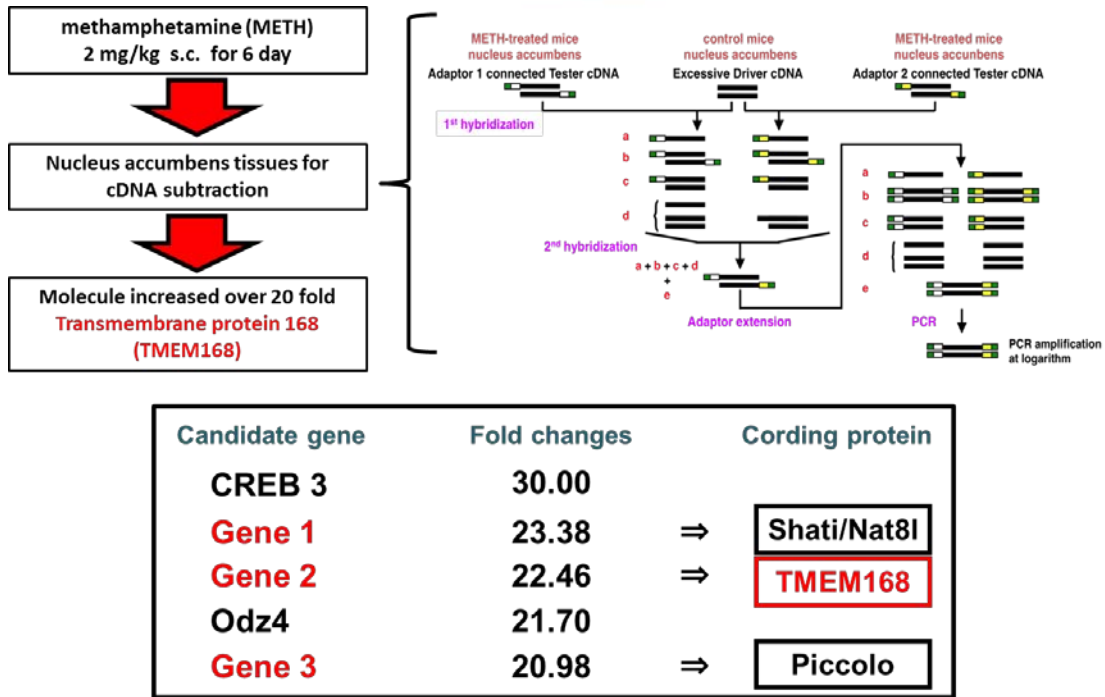 methamphetamine (METH)
2 mg/kg s.c. for 6 day
Nucleus accumbens tissues for
cDNA subtraction
Molecule increased over 20 fold
Transmembrane protein 168
(TMEM168)
METH-treated mice
nucleus accumbens
Adaptor 1 connected Tester cDNA
control mice
nucleus accumbens
Excessive Driver cDNA
METH-treated mice
nucleus accumbens
Adaptor 2 connected Tester cDNA
1st hybridization
a
b
c
d
2nd hybridization
a + b + c + d
+
e
Adaptor extension
a
b
c
d
e
PCR
PCR amplification
at logarithm
Candidate gene Fold changes Cording protein
CREB 3 30.00
Gene 1 23.38 ⇒ Shati/Nat8l
Gene 2 22.46 ⇒ TMEM168
Odz4 21.70
Gene 3 20.98 ⇒ Piccolo